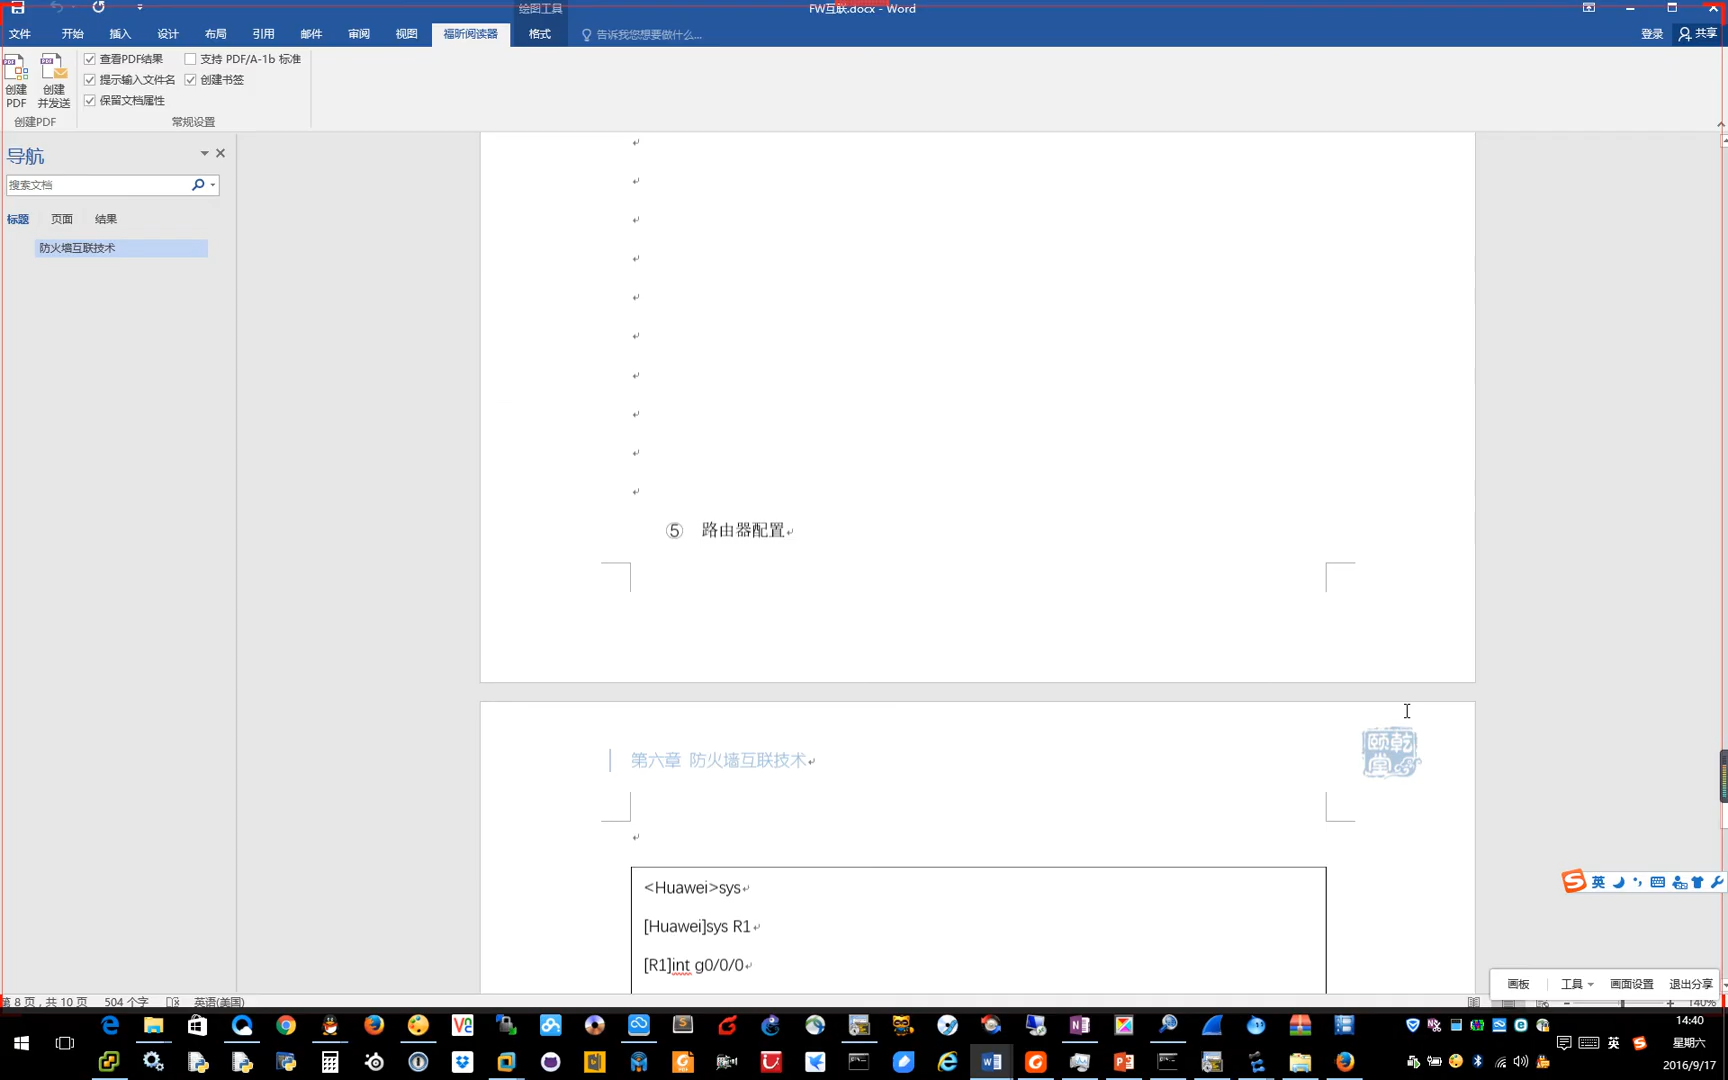 绘图工具
FW互联.docx - Word
文件 开始 插入 设计 布局 引用 邮件 审阅 视图 福昕阅读器 格式 告诉我您想要做什么... 登录 共享
创建 PDF
创建 并发送
查看PDF结果 支持 PDF/A-1b 标准
提示输入文件名 创建书签
保留文档属性
创建PDF 常规设置
导航
搜索文档
标题 页面 结果
防火墙互联技术
⑤ 路由器配置
第六章 防火墙互联技术
颐乾堂
<Huawei>sys
[Huawei]sys R1
[R1]int g0/0/0
英
画板 工具 画面设置 退出分享
第 8 页，共 10 页 504 个字 英语(美国) 140%
14:40
英
星期六
2016/9/17